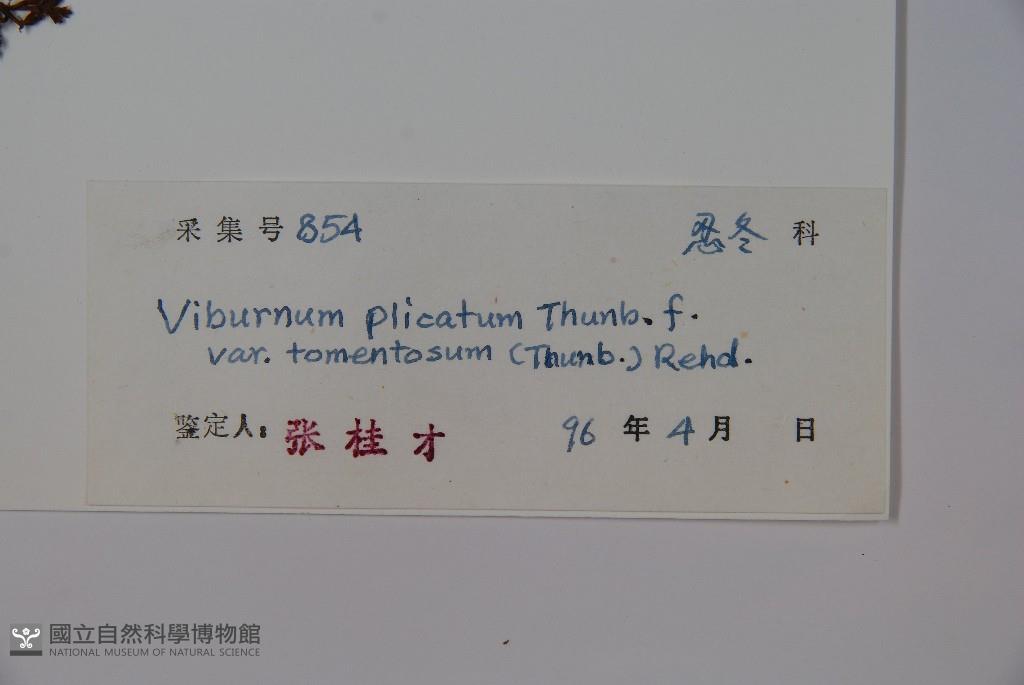 采集号 854 忍冬 科
Viburnum plicatum Thunb. f.
var. tomentosum (Thunb.) Rehd.
鉴定人: 张桂才 96 年 4 月 日
國立自然科學博物館
NATIONAL MUSEUM OF NATURAL SCIENCE